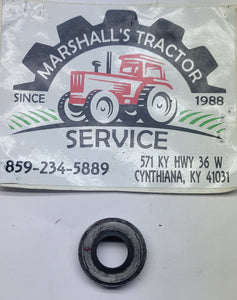 MARSHALL'S TRACTOR
SINCE 1988
SERVICE
859-234-5889
571 KY HWY 36 W
CYNTHIANA, KY 41031